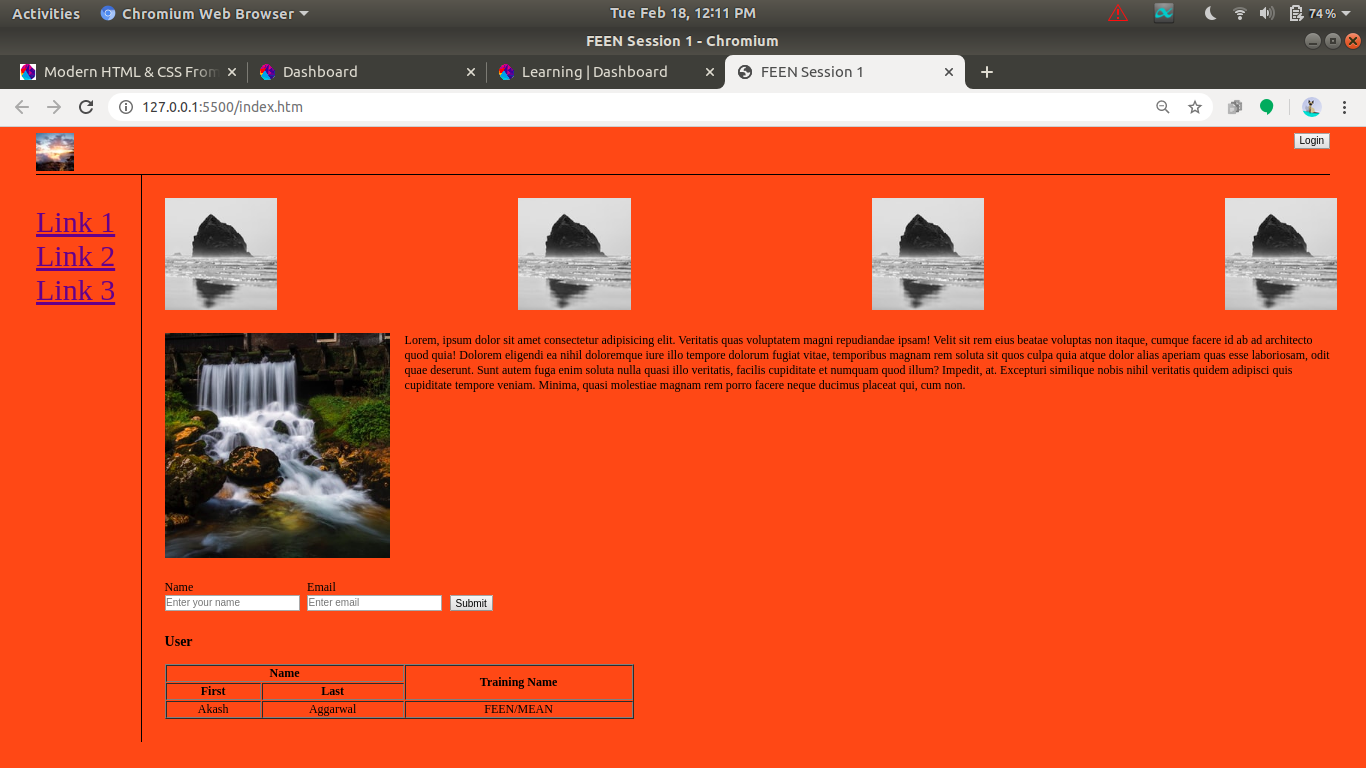 Activities Chromium Web Browser Tue Feb 18, 12:11 PM 74%
FEEN Session 1 - Chromium
Modern HTML & CSS From Dashboard Learning | Dashboard FEEN Session 1
127.0.0.1:5500/index.htm
Login
Link 1
Link 2
Link 3
Lorem, ipsum dolor sit amet consectetur adipisicing elit. Veritatis quas voluptatem magni repudiandae ipsam! Velit sit rem eius beatae voluptas non itaque, cumque facere id ab ad architecto
quod quia! Dolorem eligendi ea nihil doloremque iure illo tempore dolorum fugiat vitae, temporibus magnam rem soluta sit quos culpa quia atque dolor alias aperiam quas esse laboriosam, odit
quae deserunt. Sunt autem fuga enim soluta nulla quasi illo veritatis, facilis cupiditate et numquam quod illum? Impedit, at. Excepturi similique nobis nihil veritatis quidem adipisci quis
cupiditate tempore veniam. Minima, quasi molestiae magnam rem porro facere neque ducimus placeat qui, cum non.
Name Email
Enter your name Enter email Submit
User
Name Training Name
First Last
Akash Aggarwal FEEN/MEAN